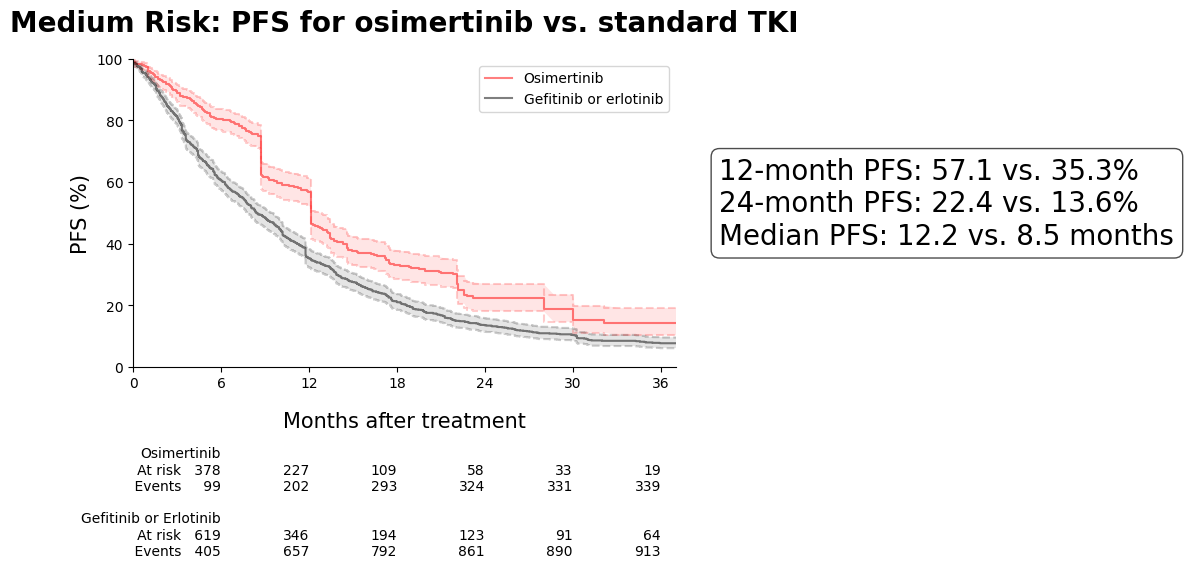 Medium Risk: PFS for osimertinib vs. standard TKI
100
80
60
40
20
0
PFS (%)
Osimertinib
Gefitinib or erlotinib
12-month PFS: 57.1 vs. 35.3%
24-month PFS: 22.4 vs. 13.6%
Median PFS: 12.2 vs. 8.5 months
0 6 12 18 24 30 36
Months after treatment
Osimertinib
At risk 378 227 109 58 33 19
Events 99 202 293 324 331 339
Gefitinib or Erlotinib
At risk 619 346 194 123 91 64
Events 405 657 792 861 890 913